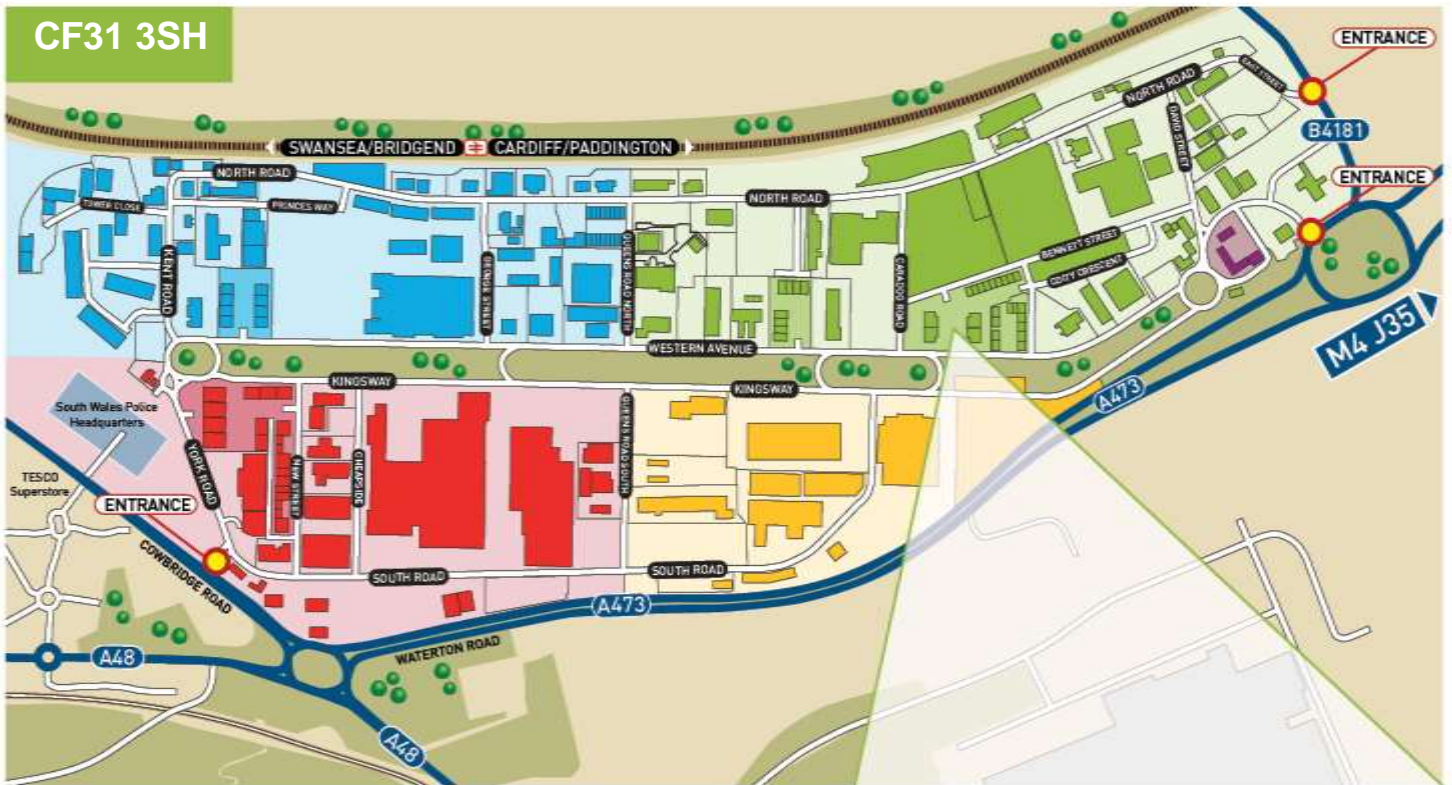 CF31 3SH
ENTRANCE
EAST STREET
NORTH ROAD
B4181
DAVID STREET
SWANSEA/BRIDGEND
CARDIFF/PADDINGTON
NORTH ROAD
ENTRANCE
TOWER CLOSE
PRINCES WAY
NORTH ROAD
BENNETT STREET
KENT ROAD
GEORGE STREET
QUEENS ROAD NORTH
CARADOG ROAD
M4 J35
WESTERN AVENUE
KINGSWAY
KINGSWAY
A473
South Wales Police
Headquarters
YORK ROAD
NEW STREET
CHEAPSIDE
QUEENS ROAD SOUTH
TESCO
Superstore
ENTRANCE
COWBRIDGE ROAD
SOUTH ROAD
SOUTH ROAD
A473
A48
WATERTON ROAD
A48